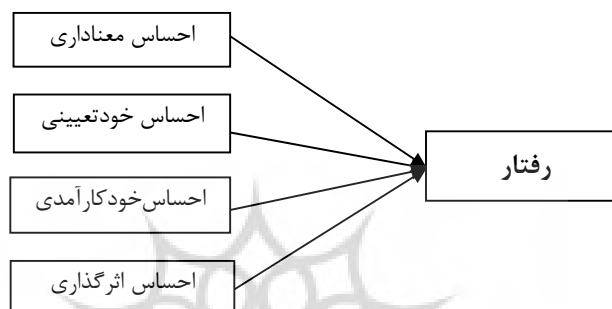 احساس معناداری
احساس خودتعیینی
احساس‌خودکارآمدی
احساس اثرگذاری
رفتار